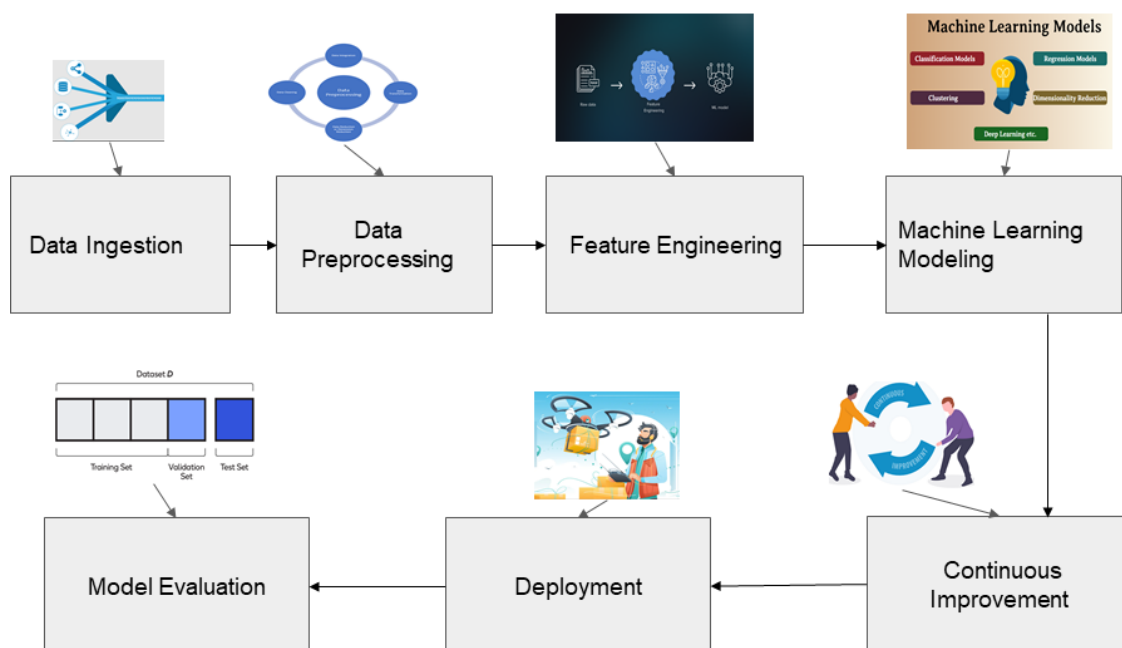 Machine Learning Models
Classification Models
Regression Models
Clustering
Dimensionality Reduction
Deep Learning etc.
Raw data
Feature
Engineering
ML model
Data
Preprocessing
Data Ingestion
Data
Preprocessing
Feature Engineering
Machine Learning
Modeling
Dataset D
Training Set
Validation
Set
Test Set
CONTINUOUS
IMPROVEMENT
Model Evaluation
Deployment
Continuous
Improvement